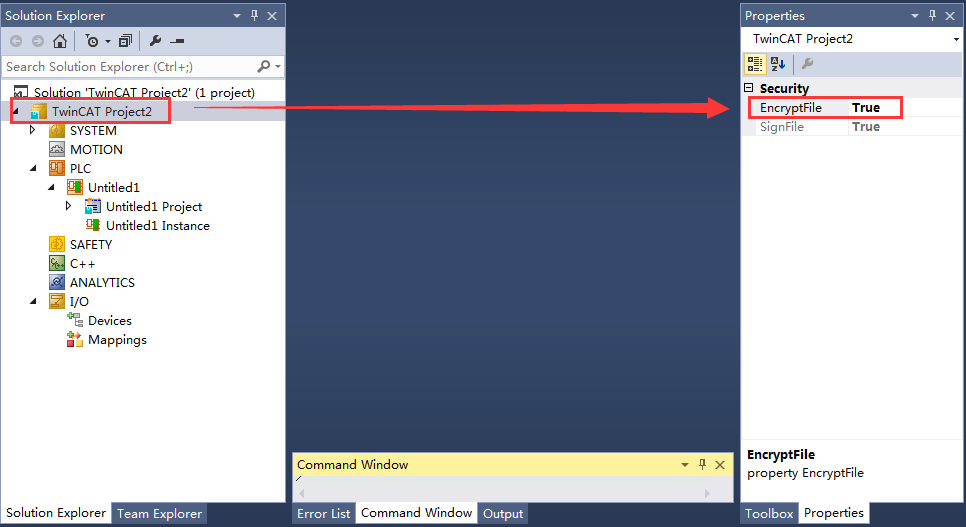 Solution Explorer
Search Solution Explorer (Ctrl+;)
Solution 'TwinCAT Project2' (1 project)
TwinCAT Project2
SYSTEM
MOTION
PLC
Untitled1
Untitled1 Project
Untitled1 Instance
SAFETY
C++
ANALYTICS
I/O
Devices
Mappings
Solution Explorer
Team Explorer
Command Window
Error List
Command Window
Output
Properties
TwinCAT Project2
Security
EncryptFile True
SignFile True
EncryptFile
property EncryptFile
Toolbox
Properties